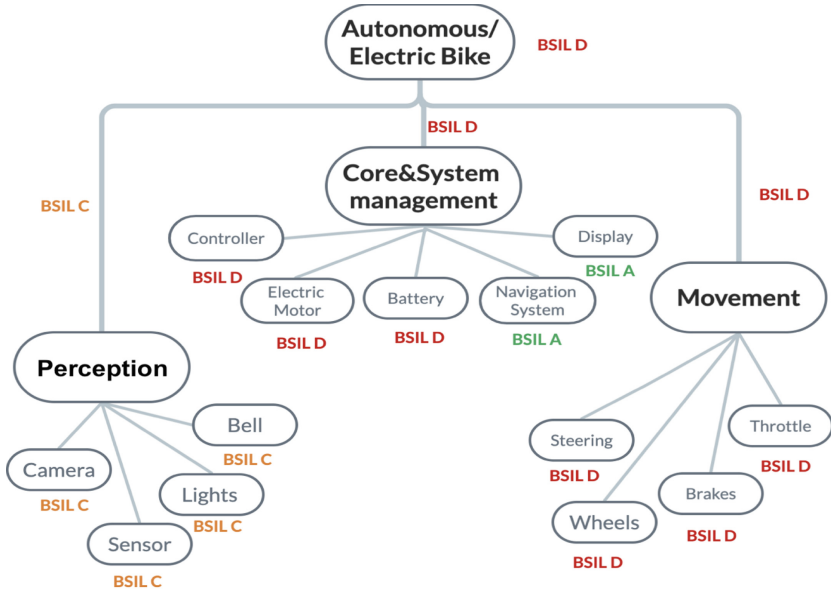 Autonomous/
Electric Bike
BSIL D
BSIL D
Core&System
management
BSIL C
BSIL D
Controller
BSIL D
Electric
Motor
BSIL D
Battery
BSIL D
Navigation
System
BSIL A
Display
BSIL A
Movement
Perception
Bell
BSIL C
Camera
BSIL C
Lights
BSIL C
Sensor
BSIL C
Steering
BSIL D
Throttle
BSIL D
Wheels
BSIL D
Brakes
BSIL D